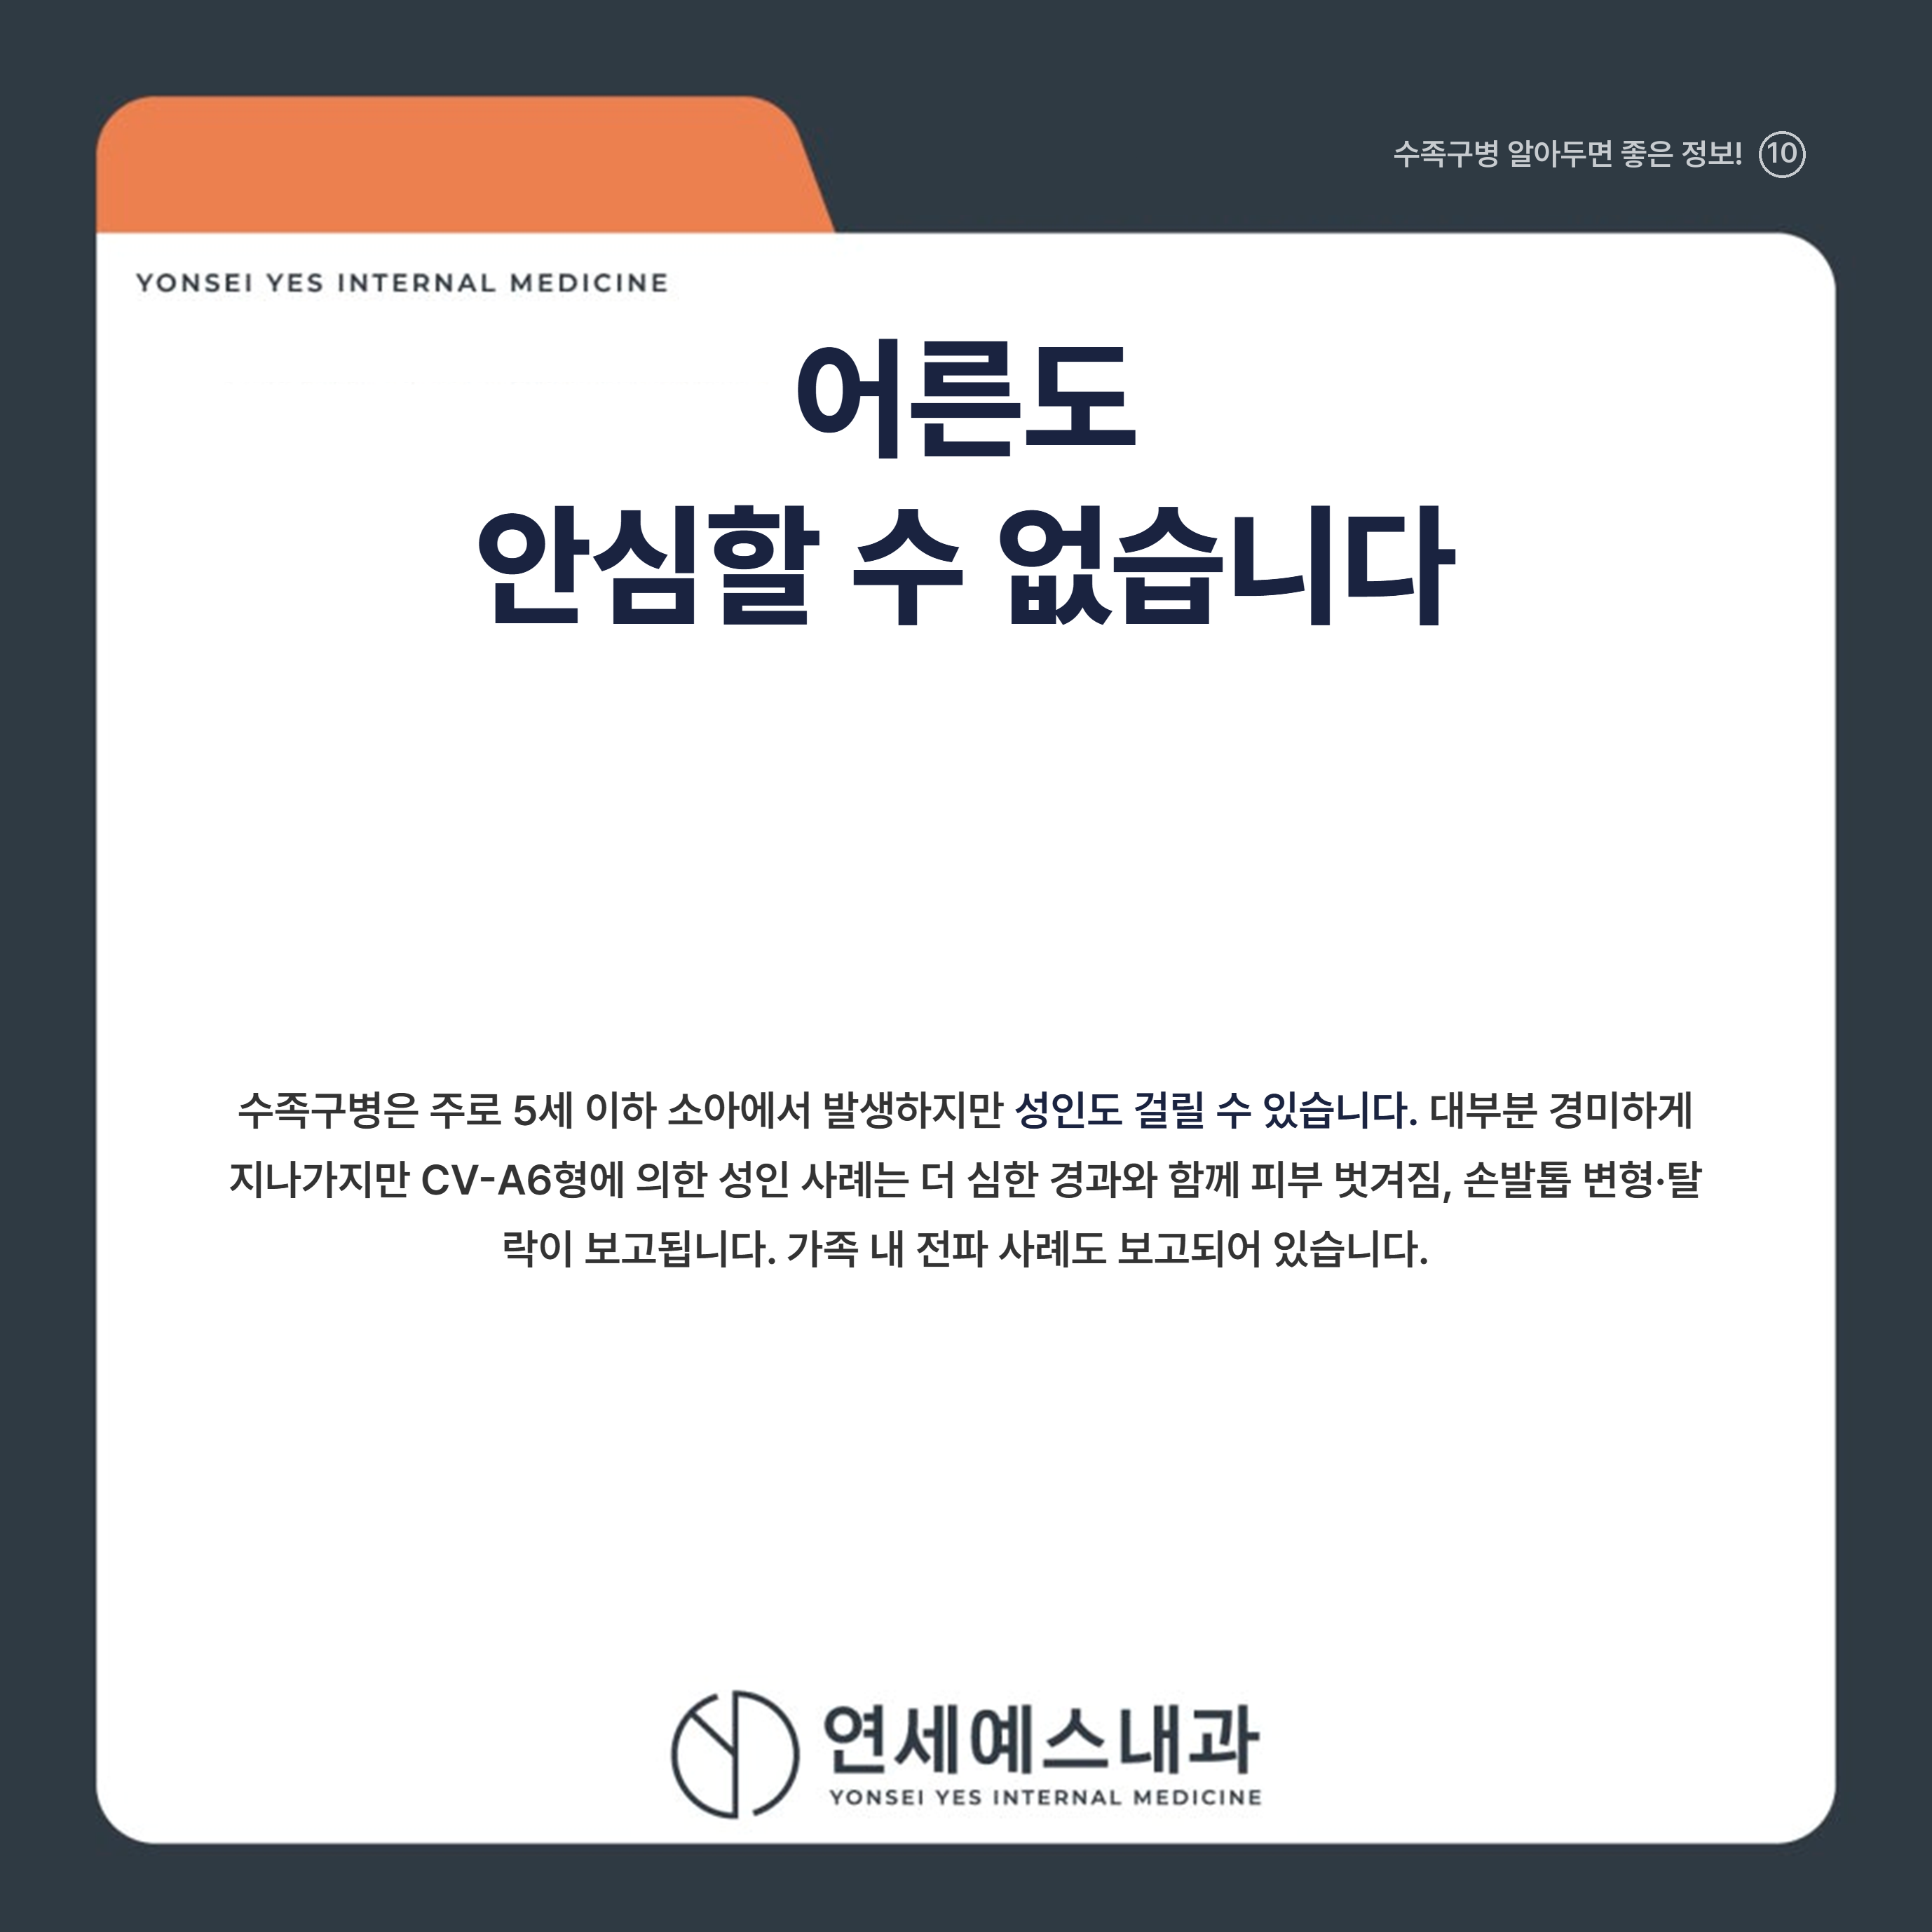 수족구병 알아두면 좋은 정보! 10
YONSEI YES INTERNAL MEDICINE
어른도
안심할 수 없습니다
수족구병은 주로 5세 이하 소아에서 발생하지만 성인도 걸릴 수 있습니다. 대부분 경미하게
지나가지만 CV-A6형에 의한 성인 사례는 더 심한 경과와 함께 피부 벗겨짐, 손발톱 변형·탈
락이 보고됩니다. 가족 내 전파 사례도 보고되어 있습니다.
연세예스내과
YONSEI YES INTERNAL MEDICINE